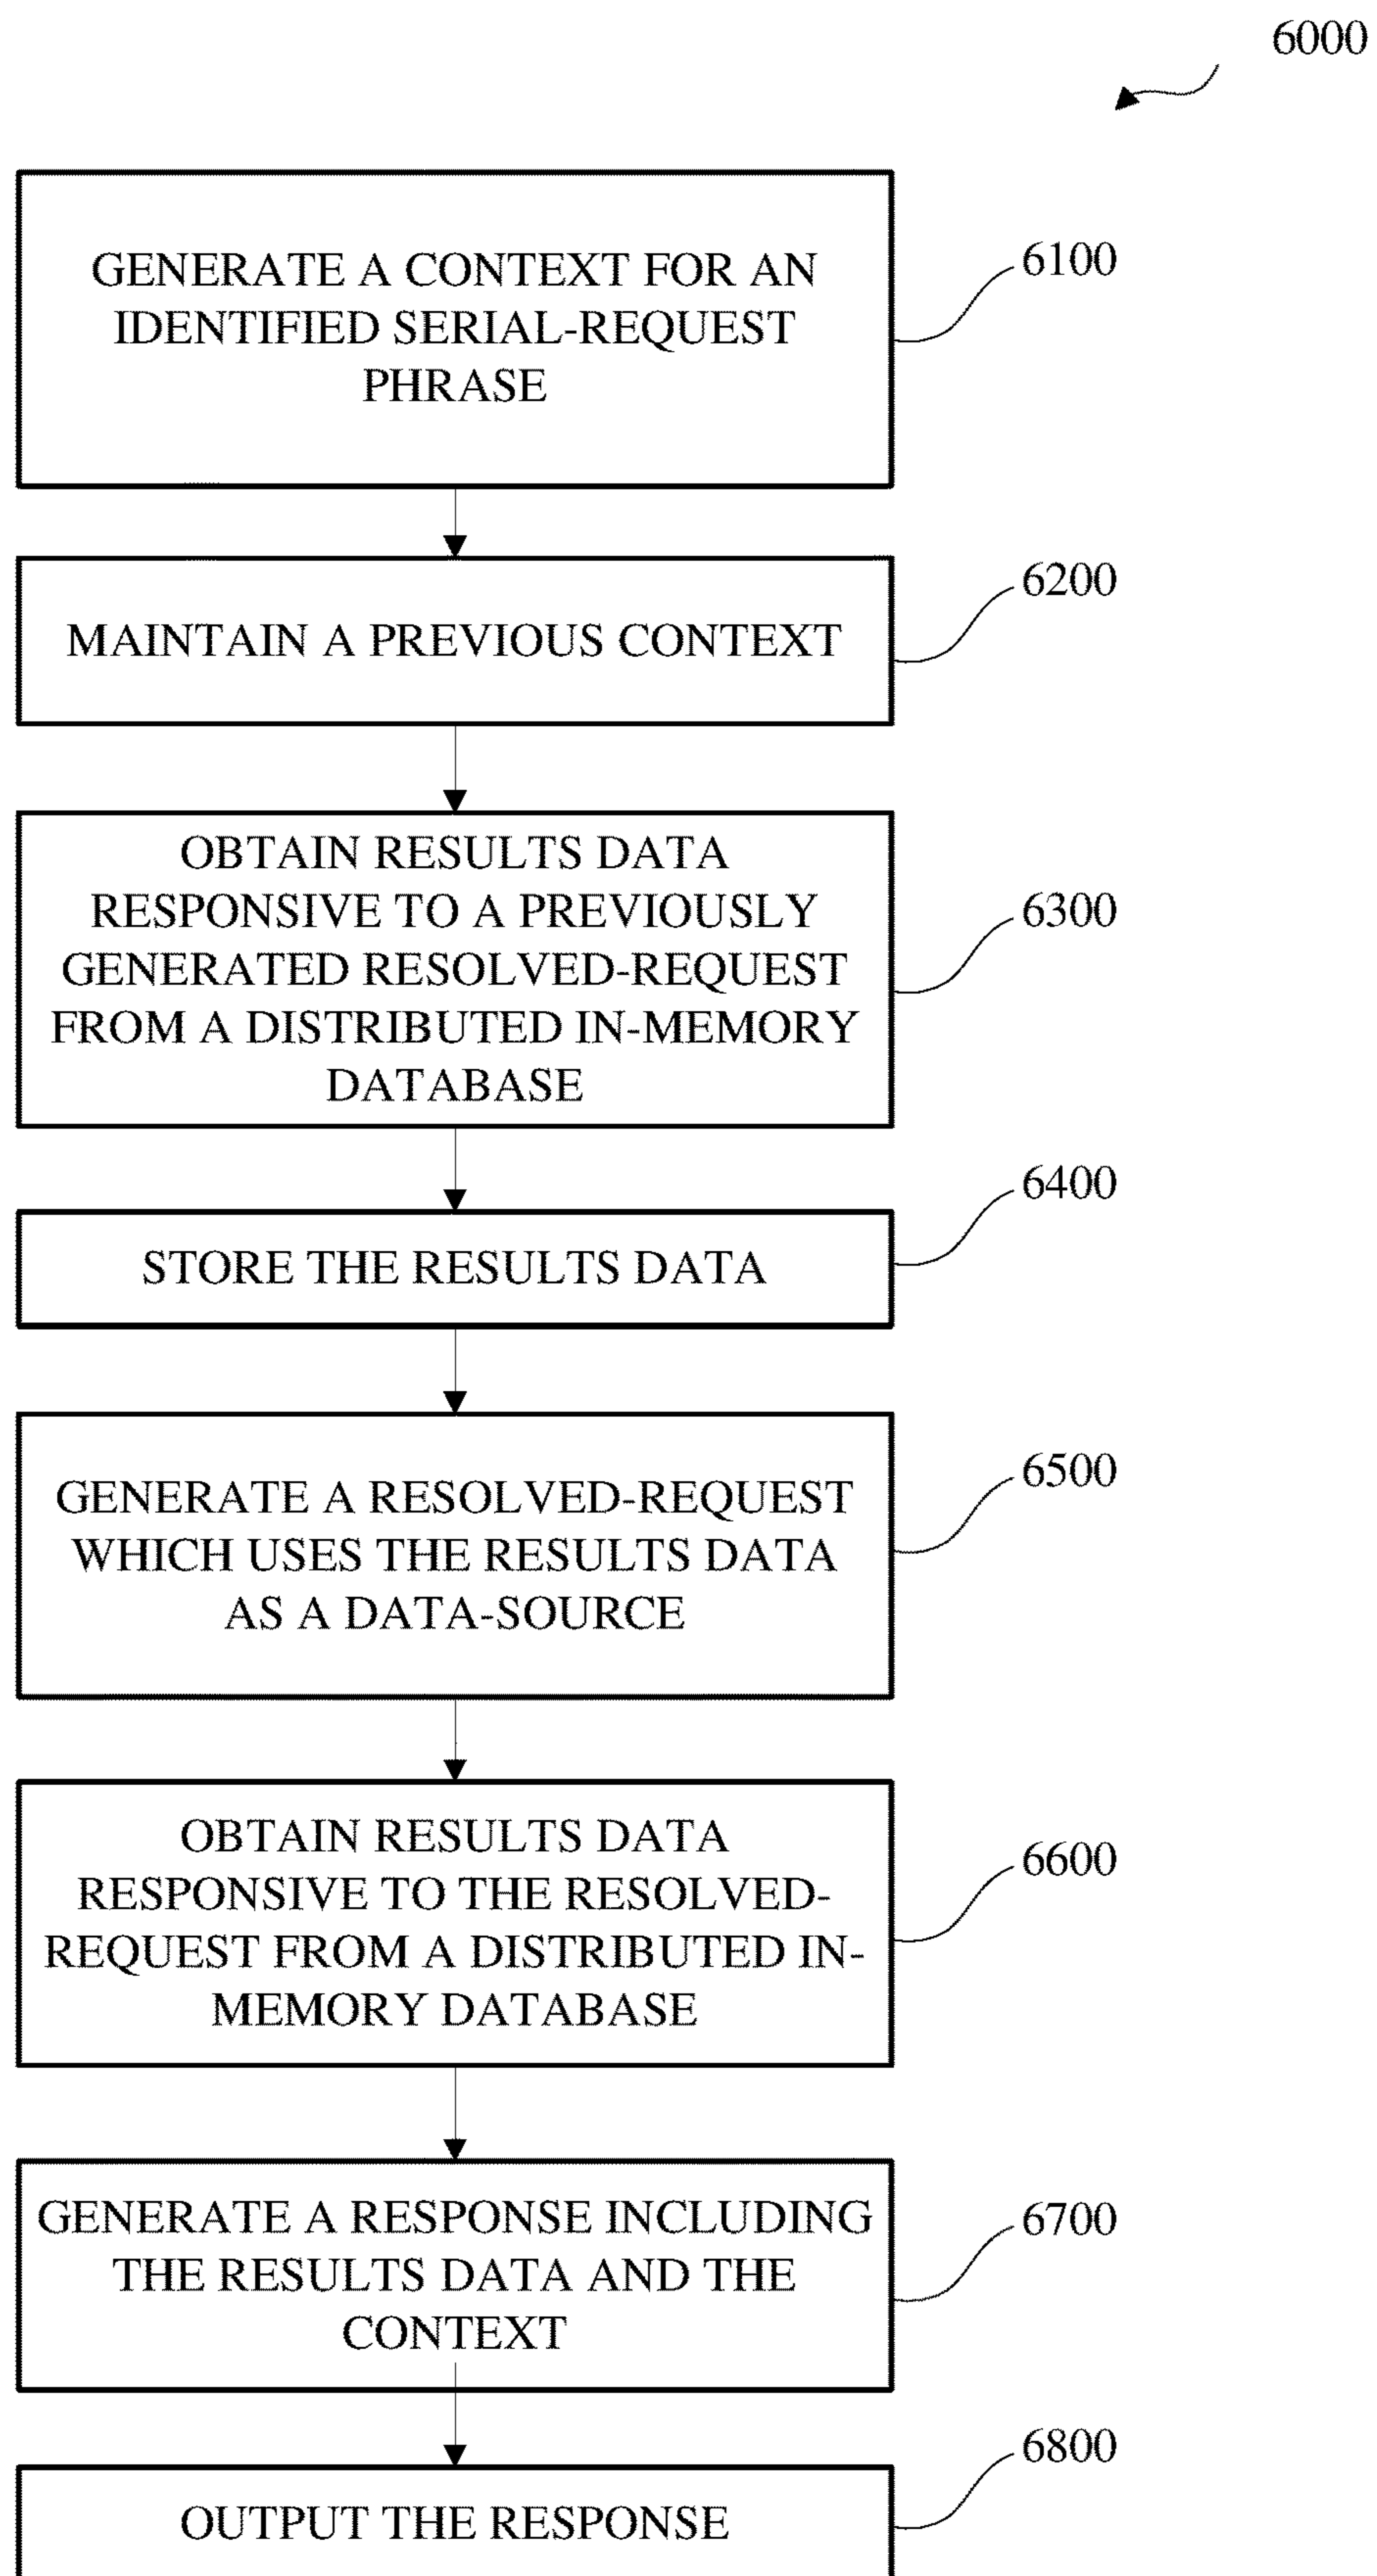 6000
GENERATE A CONTEXT FOR AN
IDENTIFIED SERIAL-REQUEST
PHRASE
6100
MAINTAIN A PREVIOUS CONTEXT
6200
OBTAIN RESULTS DATA
RESPONSIVE TO A PREVIOUSLY
GENERATED RESOLVED-REQUEST
FROM A DISTRIBUTED IN-MEMORY
DATABASE
6300
STORE THE RESULTS DATA
6400
GENERATE A RESOLVED-REQUEST
WHICH USES THE RESULTS DATA
AS A DATA-SOURCE
6500
OBTAIN RESULTS DATA
RESPONSIVE TO THE RESOLVED-
REQUEST FROM A DISTRIBUTED IN-
MEMORY DATABASE
6600
GENERATE A RESPONSE INCLUDING
THE RESULTS DATA AND THE
CONTEXT
6700
OUTPUT THE RESPONSE
6800